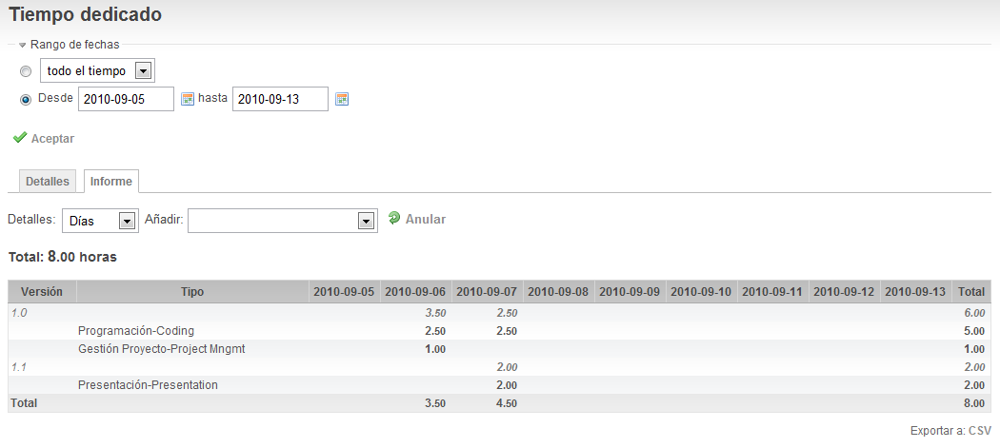 Tiempo dedicado
Rango de fechas
todo el tiempo
Desde 2010-09-05 hasta 2010-09-13
Aceptar
Detalles Informe
Detalles: Días Añadir: Anular
Total: 8.00 horas
Versión Tipo 2010-09-05 2010-09-06 2010-09-07 2010-09-08 2010-09-09 2010-09-10 2010-09-11 2010-09-12 2010-09-13 Total
1.0 3.50 2.50 6.00
Programación-Coding 2.50 2.50 5.00
Gestión Proyecto-Project Mngmt 1.00 1.00
1.1 2.00 2.00
Presentación-Presentation 2.00 2.00
Total 3.50 4.50 8.00
Exportar a: CSV